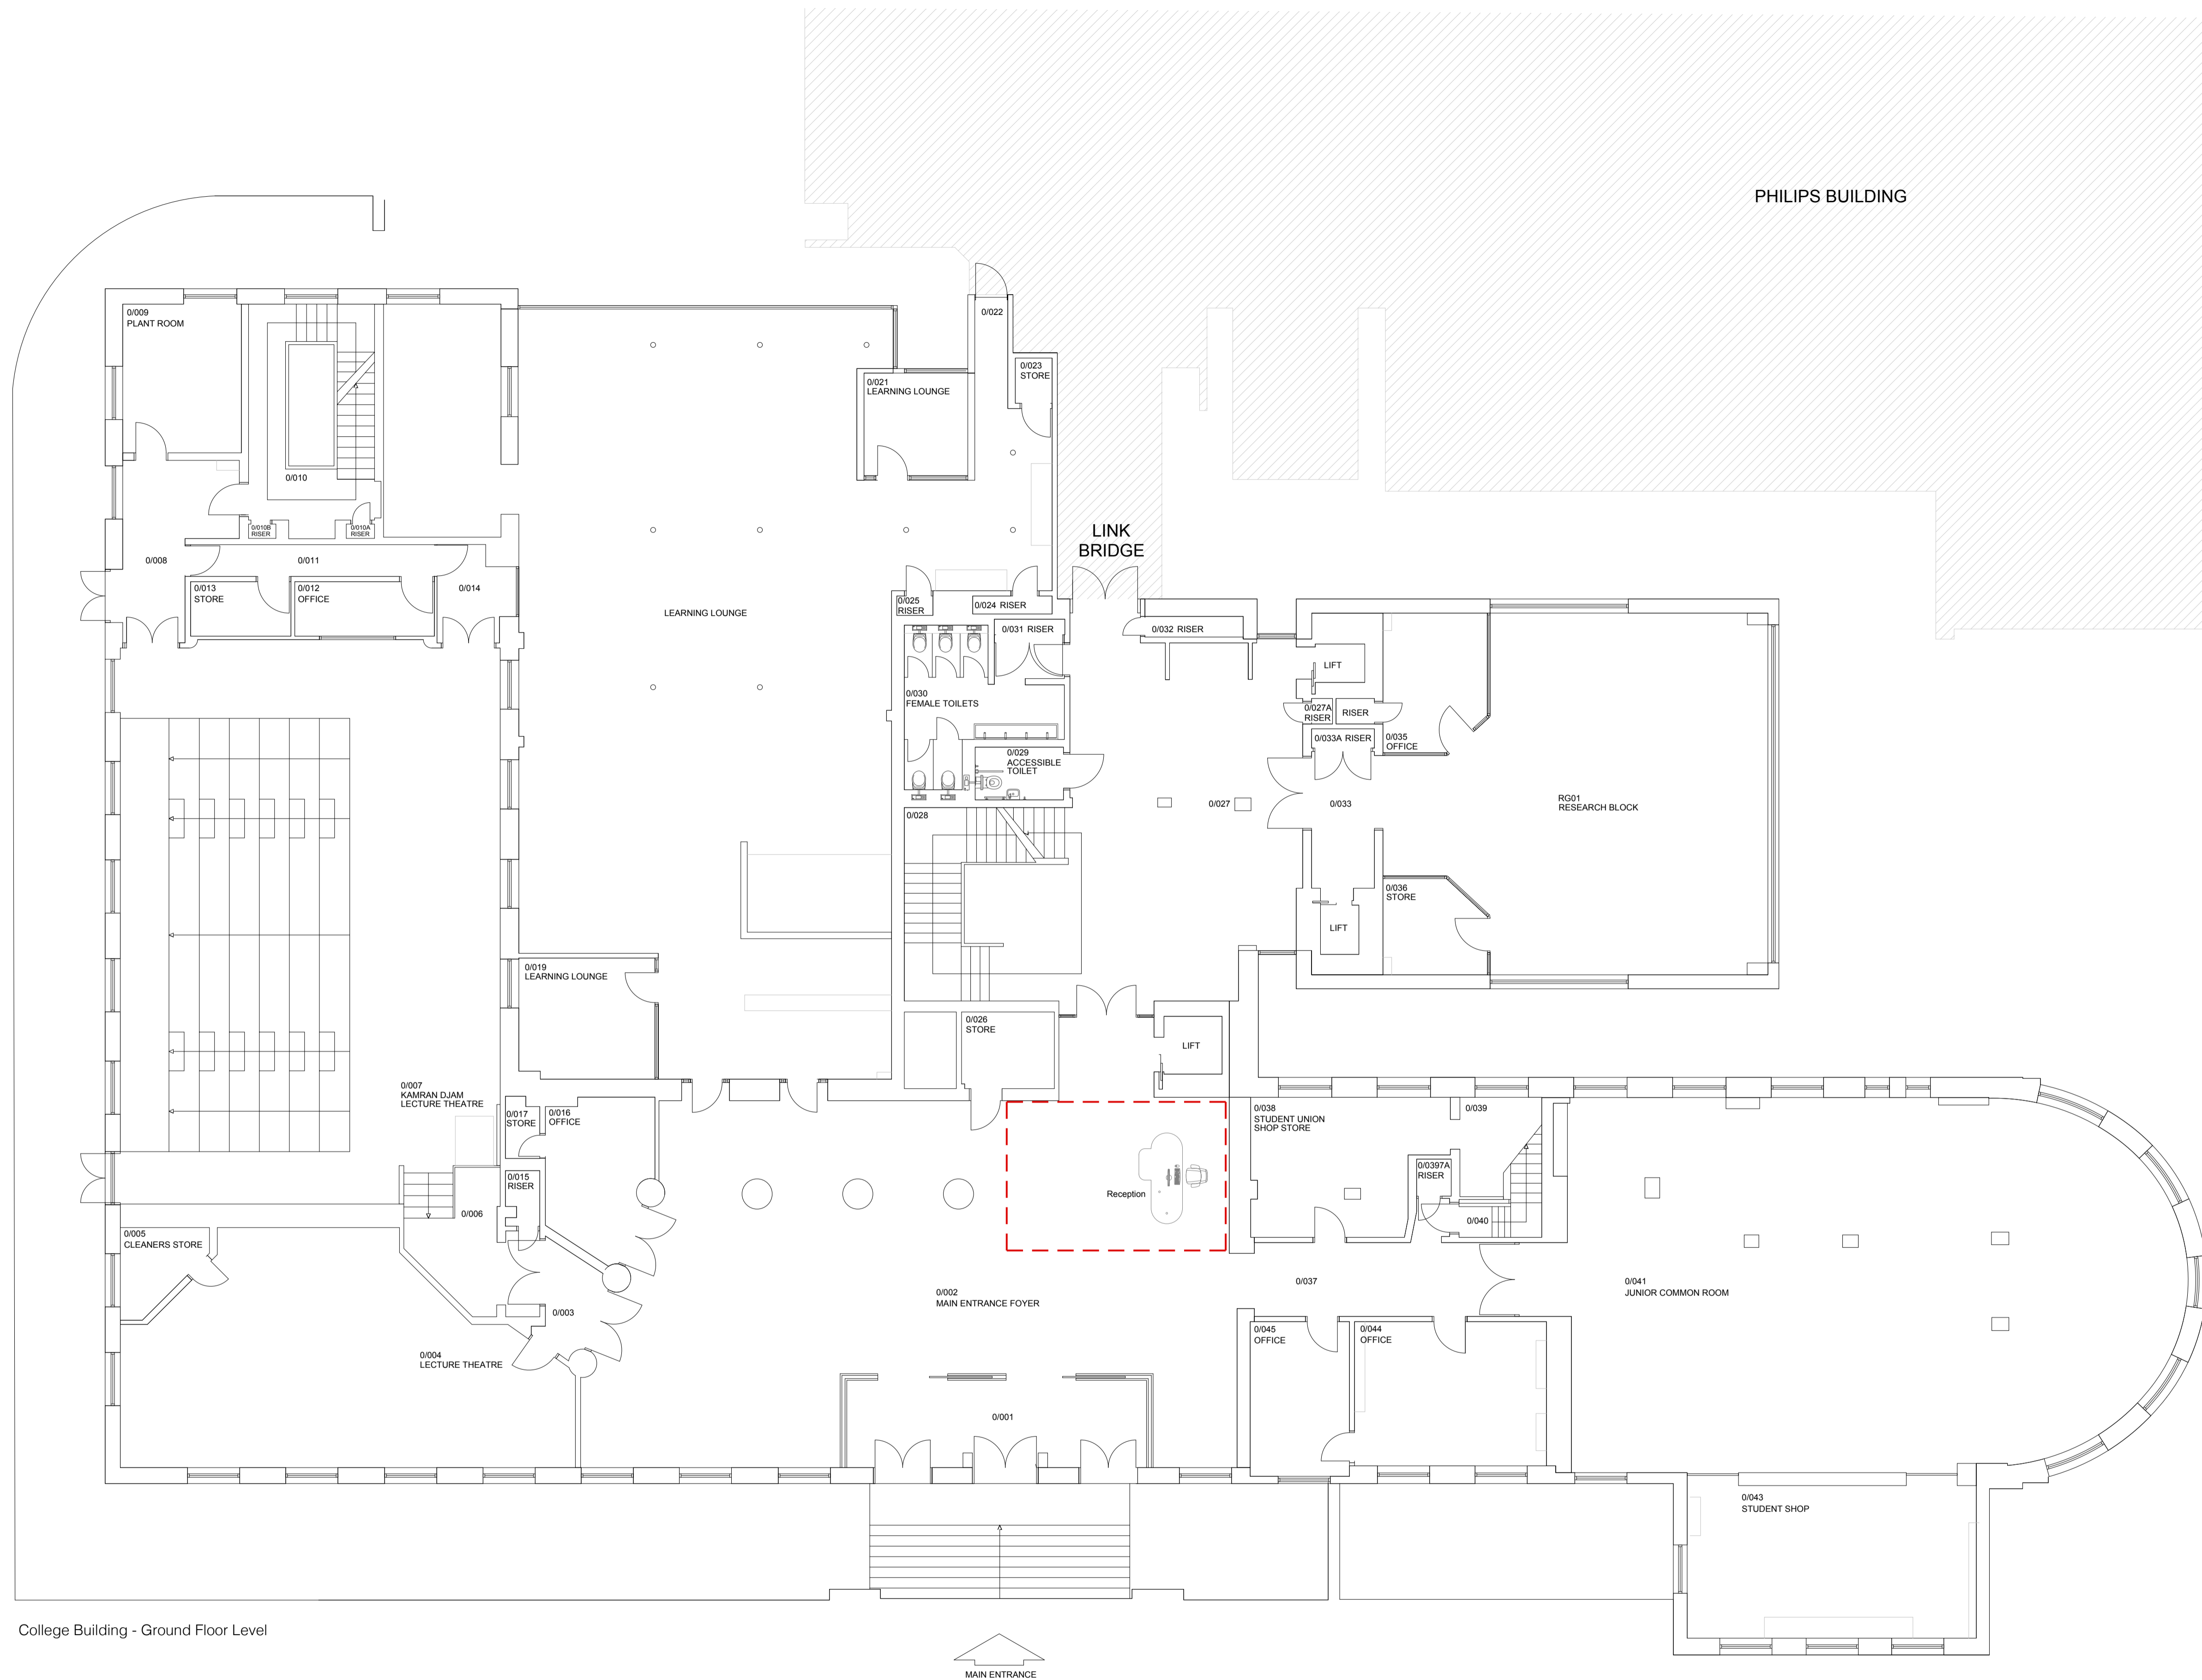 PHILIPS BUILDING
0/009
PLANT ROOM
0/022
0/023
STORE
0/021
LEARNING LOUNGE
0/010
0/010B
RISER
0/010A
RISER
LINK
BRIDGE
0/008
0/011
0/013
STORE
0/012
OFFICE
0/014
LEARNING LOUNGE
0/025
RISER
0/024 RISER
0/031 RISER
0/032 RISER
LIFT
0/030
FEMALE TOILETS
0/027A
RISER
RISER
0/033A RISER
0/035
OFFICE
0/029
ACCESSIBLE
TOILET
0/027
0/033
RG01
RESEARCH BLOCK
0/028
0/036
STORE
LIFT
0/019
LEARNING LOUNGE
0/026
STORE
LIFT
0/007
KAMRAN DJAM
LECTURE THEATRE
0/017
STORE
0/016
OFFICE
0/038
STUDENT UNION
SHOP STORE
0/039
0/0397A
RISER
0/015
RISER
Reception
0/006
0/040
0/005
CLEANERS STORE
0/037
0/041
JUNIOR COMMON ROOM
0/002
MAIN ENTRANCE FOYER
0/003
0/045
OFFICE
0/044
OFFICE
0/004
LECTURE THEATRE
0/001
0/043
STUDENT SHOP
College Building - Ground Floor Level
MAIN ENTRANCE